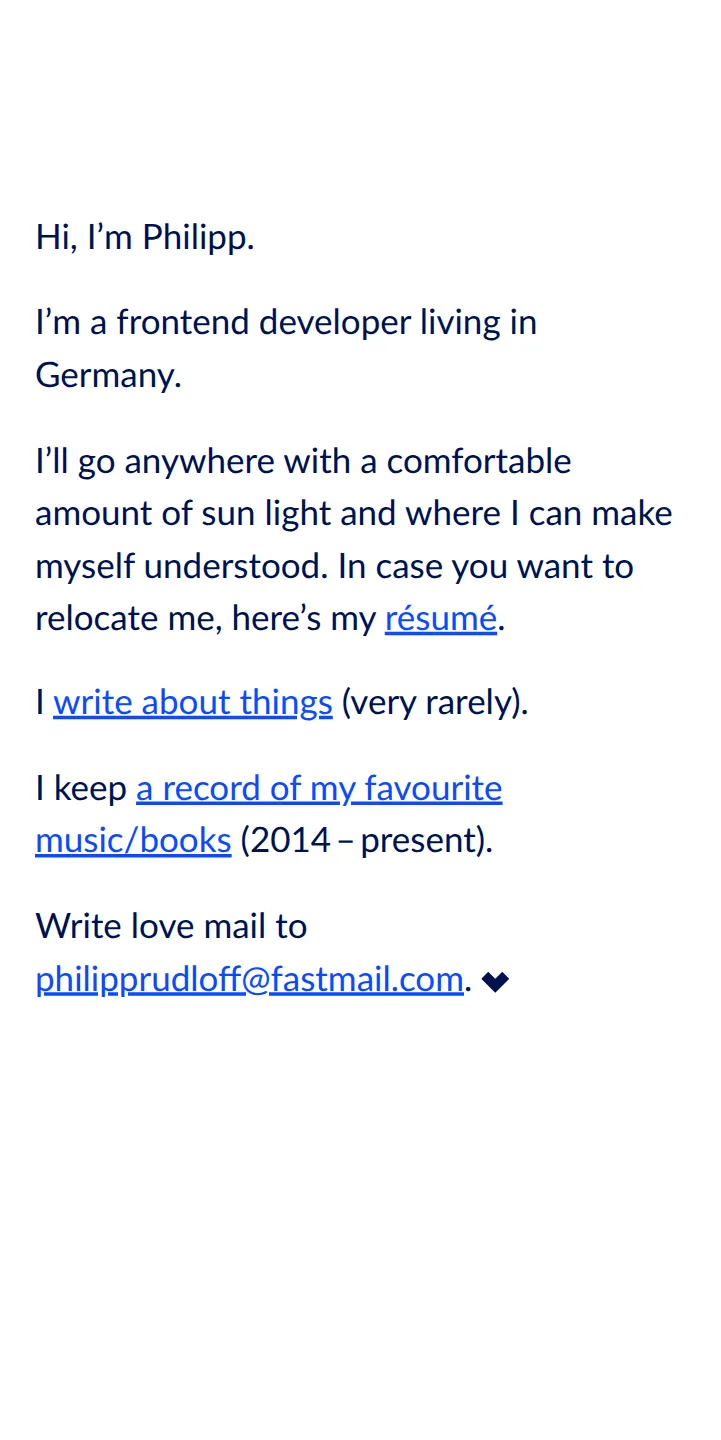 Hi, I’m Philipp.
I’m a frontend developer living in
Germany.
I’ll go anywhere with a comfortable
amount of sun light and where I can make
myself understood. In case you want to
relocate me, here’s my résumé.
I write about things (very rarely).
I keep a record of my favourite
music/books (2014 – present).
Write love mail to
philipprudloff@fastmail.com.